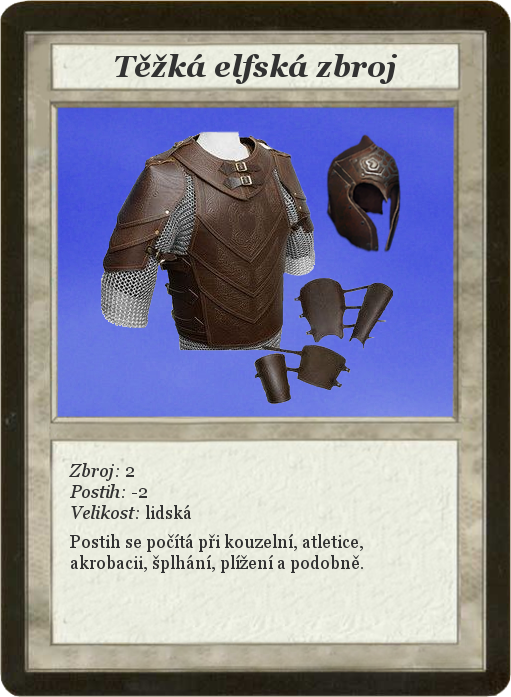 Těžká elfská zbroj
Zbroj: 2
Postih: -2
Velikost: lidská
Postih se počítá při kouzelní, atletice,
akrobacii, šplhání, plížení a podobně.